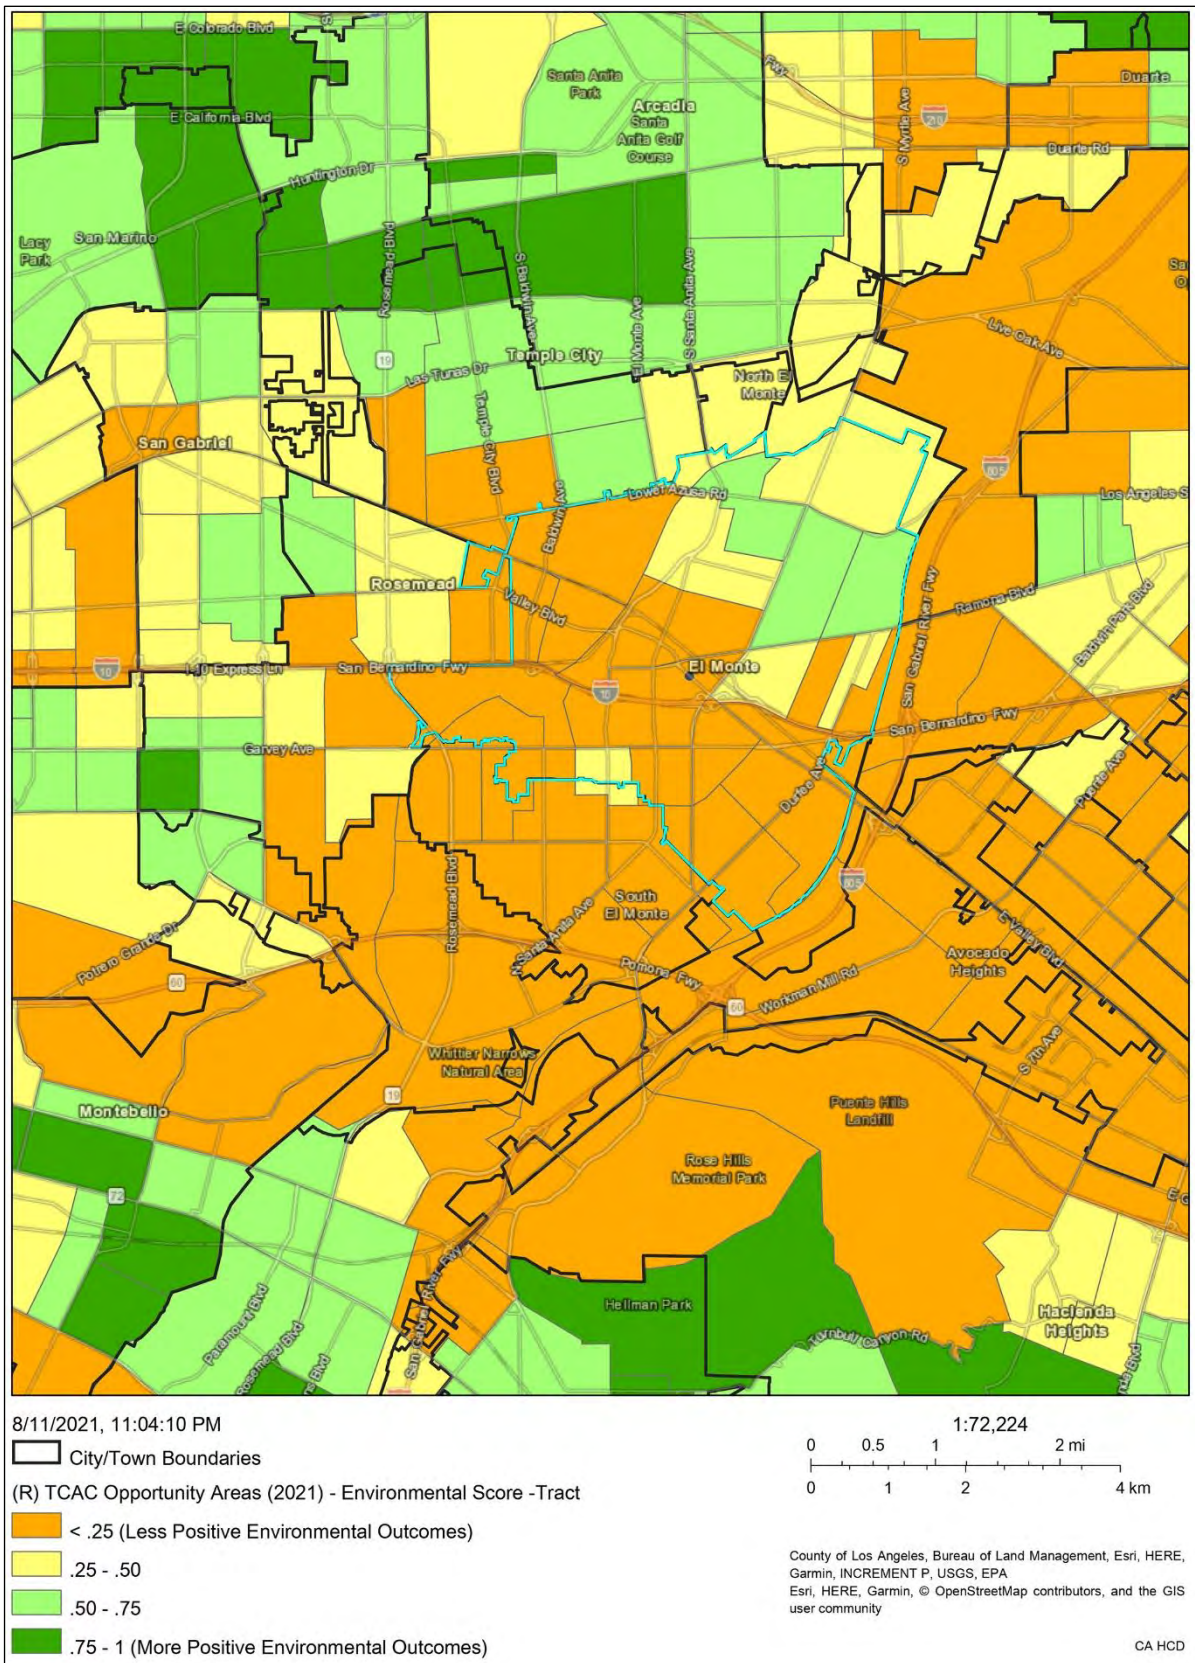 E Colorado Blvd
Fwy
Duarte
Santa Anita
Park
Arcadia
Santa
Anita Golf
Course
S Myrtle Ave
210
Duarte Rd
E California Blvd
Huntington Dr
Lacy
Park
San Marino
Rosemead Blvd
S Baldwin Ave
El Monte Ave
S Santa Anita Ave
Live Oak Ave
19
Las Tunas Dr
Temple City
North El
Monte
San Gabriel
Temple City Blvd
Baldwin Ave
Lower Azusa Rd
605
Los Angeles S
Rosemead
Valley Blvd
San Gabriel River Fwy
Ramona Blvd
Baldwin Park Blvd
10
I-10 Express Ln
San Bernardino Fwy
10
El Monte
San Bernardino Fwy
Garvey Ave
Durfee Ave
Puente Ave
Rosemead Blvd
605
South
El Monte
N Santa Anita Ave
Potrero Grande Dr
60
Pomona Fwy
Workman Mill Rd
Avocado
Heights
E Valley Blvd
60
S 7th Ave
Whittier Narrows
Natural Area
19
Montebello
Puente Hills
Landfill
Rose Hills
Memorial Park
72
San Gabriel River Fwy
Paramount Blvd
Rosemead Blvd
Hellman Park
Turnbull Canyon Rd
Hacienda
Heights
8/11/2021, 11:04:10 PM
City/Town Boundaries
(R) TCAC Opportunity Areas (2021) - Environmental Score -Tract
< .25 (Less Positive Environmental Outcomes)
.25 - .50
.50 - .75
.75 - 1 (More Positive Environmental Outcomes)
1:72,224
0 0.5 1 2 mi
0 1 2 4 km
County of Los Angeles, Bureau of Land Management, Esri, HERE,
Garmin, INCREMENT P, USGS, EPA
Esri, HERE, Garmin, © OpenStreetMap contributors, and the GIS
user community
CA HCD